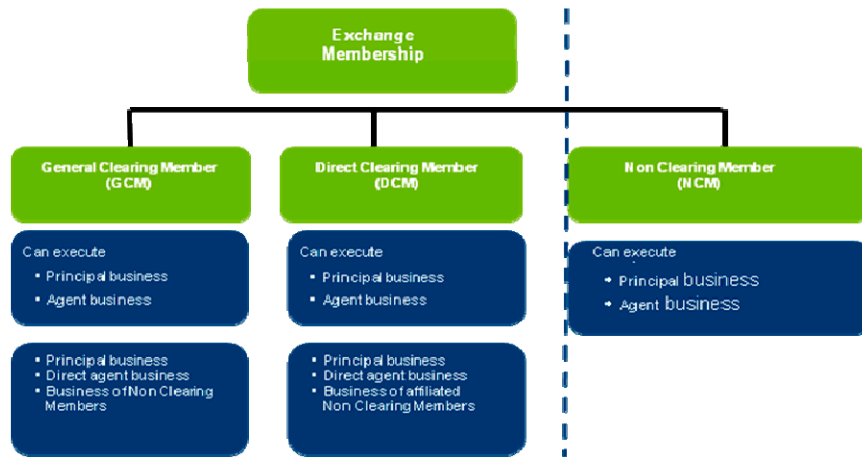 Exchange
Membership
General Clearing Member
(GCM)
Direct Clearing Member
(DCM)
Non Clearing Member
(NCM)
Can execute
• Principal business
• Agent business
Can execute
• Principal business
• Agent business
Can execute
• Principal business
• Agent business
• Principal business
• Direct agent business
• Business of Non Clearing
Members
• Principal business
• Direct agent business
• Business of affiliated
Non Clearing Members